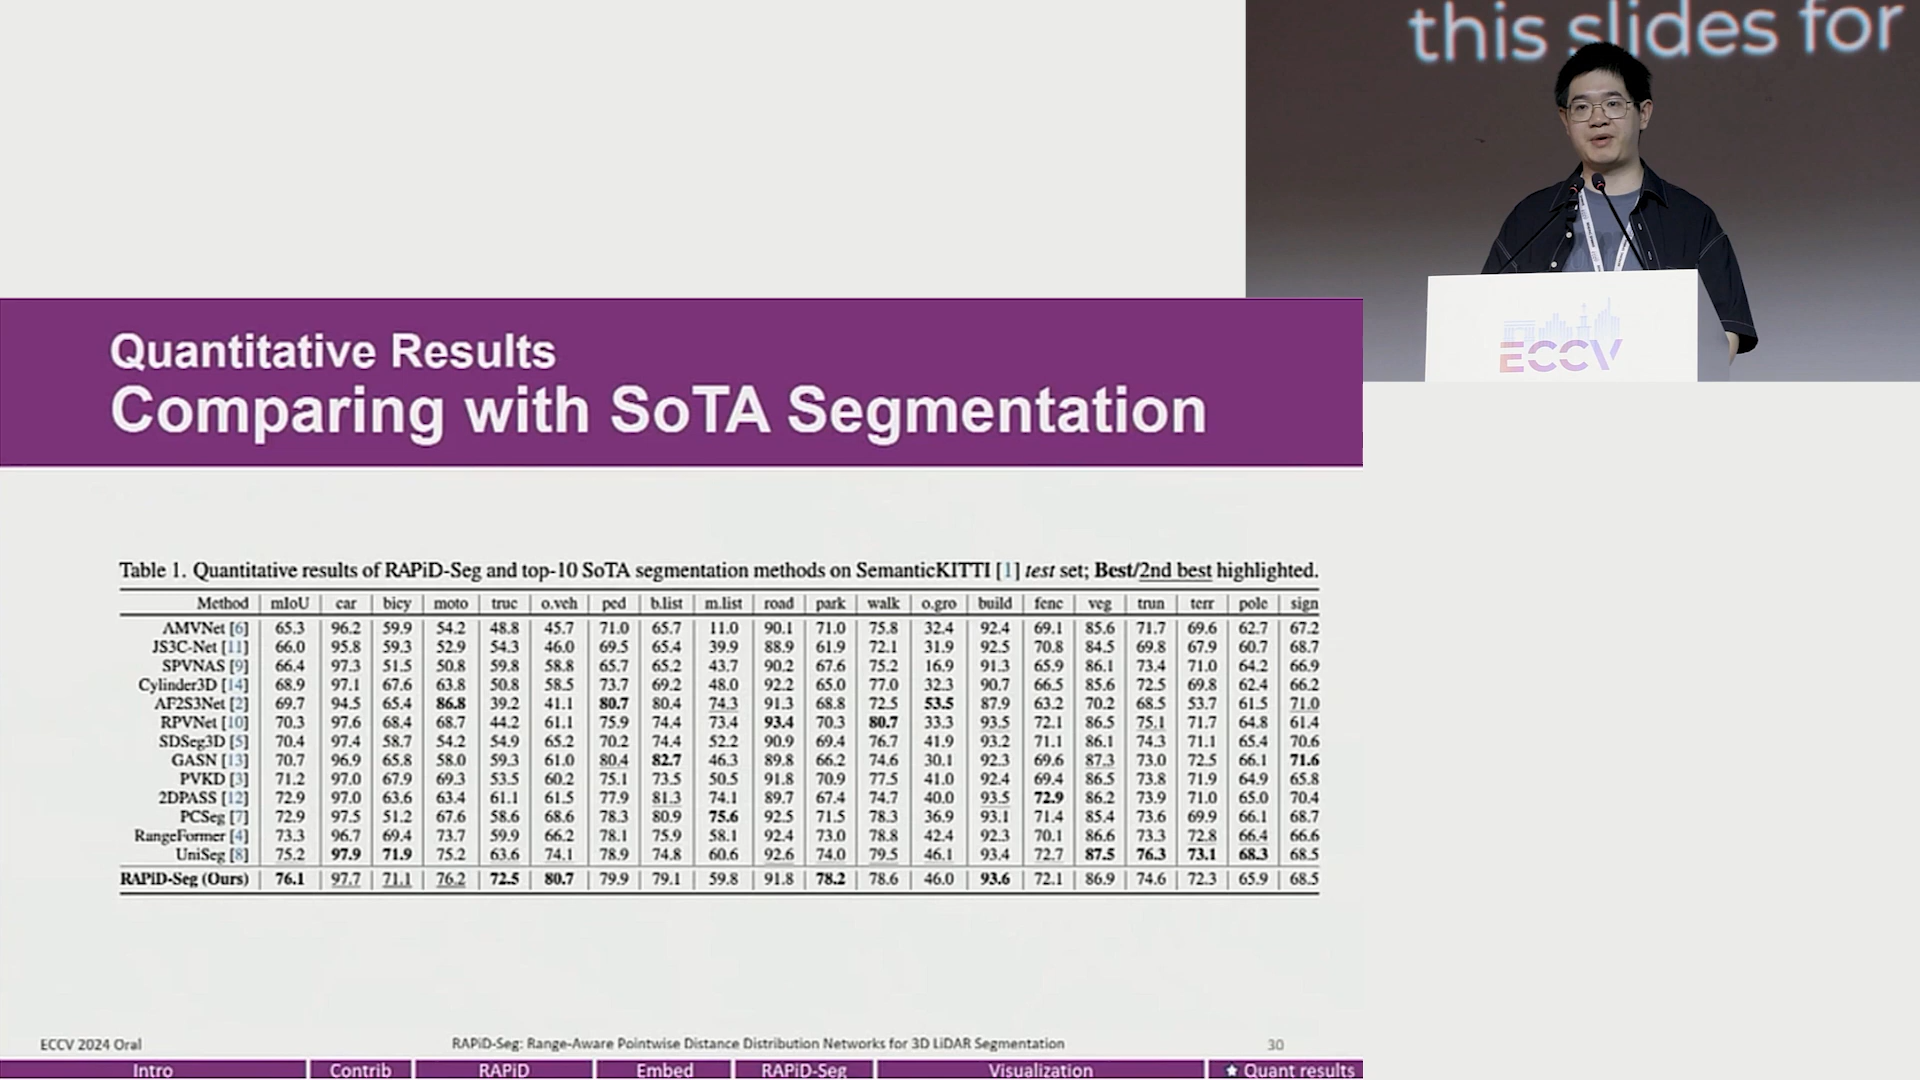 this slides for
ECCV
Quantitative Results
Comparing with SoTA Segmentation
Table 1. Quantitative results of RAPiD-Seg and top-10 SoTA segmentation methods on SemanticKITTI [1] test set; Best/2nd best highlighted.
Method mIoU car bicy moto truc o.veh ped b.list m.list road park walk o.gro build fenc veg trun terr pole sign
AMVNet [6] 65.3 96.2 59.9 54.2 48.8 45.7 71.0 65.7 11.0 90.1 71.0 75.8 32.4 92.4 69.1 85.6 71.7 69.6 62.7 67.2
JS3C-Net [11] 66.0 95.8 59.3 52.9 54.3 46.0 69.5 65.4 39.9 88.9 61.9 72.1 31.9 92.5 70.8 84.5 69.8 67.9 60.7 68.7
SPVNAS [9] 66.4 97.3 51.5 50.8 59.8 58.8 65.7 65.2 43.7 90.2 67.6 75.2 16.9 91.3 65.9 86.1 73.4 71.0 64.2 66.9
Cylinder3D [14] 68.9 97.1 67.6 63.8 50.8 58.5 73.7 69.2 48.0 92.2 65.0 77.0 32.3 90.7 66.5 85.6 72.5 69.8 62.4 66.2
AF2S3Net [2] 69.7 94.5 65.4 86.8 39.2 41.1 80.7 80.4 74.3 91.3 68.8 72.5 53.5 87.9 63.2 70.2 68.5 53.7 61.5 71.0
RPVNet [10] 70.3 97.6 68.4 68.7 44.2 61.1 75.9 74.4 73.4 93.4 70.3 80.7 33.3 93.5 72.1 86.5 75.1 71.7 64.8 61.4
SDSeg3D [5] 70.4 97.4 58.7 54.2 54.9 65.2 70.2 74.4 52.2 90.9 69.4 76.7 41.9 93.2 71.1 86.1 74.3 71.1 65.4 70.6
GASN [13] 70.7 96.9 65.8 58.0 59.3 61.0 80.4 82.7 46.3 89.8 66.2 74.6 30.1 92.3 69.6 87.3 73.0 72.5 66.1 71.6
PVKD [3] 71.2 97.0 67.9 69.3 53.5 60.2 75.1 73.5 50.5 91.8 70.9 77.5 41.0 92.4 69.4 86.5 73.8 71.9 64.9 65.8
2DPASS [12] 72.9 97.0 63.6 63.4 61.1 61.5 77.9 81.3 74.1 89.7 67.4 74.7 40.0 93.5 72.9 86.2 73.9 71.0 65.0 70.4
PCSeg [7] 72.9 97.5 51.2 67.6 58.6 68.6 78.3 80.9 75.6 92.5 71.5 78.3 36.9 93.1 71.4 85.4 73.6 69.9 66.1 68.7
RangeFormer [4] 73.3 96.7 69.4 73.7 59.9 66.2 78.1 75.9 58.1 92.4 73.0 78.8 42.4 92.3 70.1 86.6 73.3 72.8 66.4 66.6
UniSeg [8] 75.2 97.9 71.9 75.2 63.6 74.1 78.9 74.8 60.6 92.6 74.0 79.5 46.1 93.4 72.7 87.5 76.3 73.1 68.3 68.5
RAPiD-Seg (Ours) 76.1 97.7 71.1 76.2 72.5 80.7 79.9 79.1 59.8 91.8 78.2 78.6 46.0 93.6 72.1 86.9 74.6 72.3 65.9 68.5
ECCV 2024 Oral RAPiD-Seg: Range-Aware Pointwise Distance Distribution Networks for 3D LiDAR Segmentation 30
Intro Contrib RAPiD Embed RAPiD-Seg Visualization Quant results